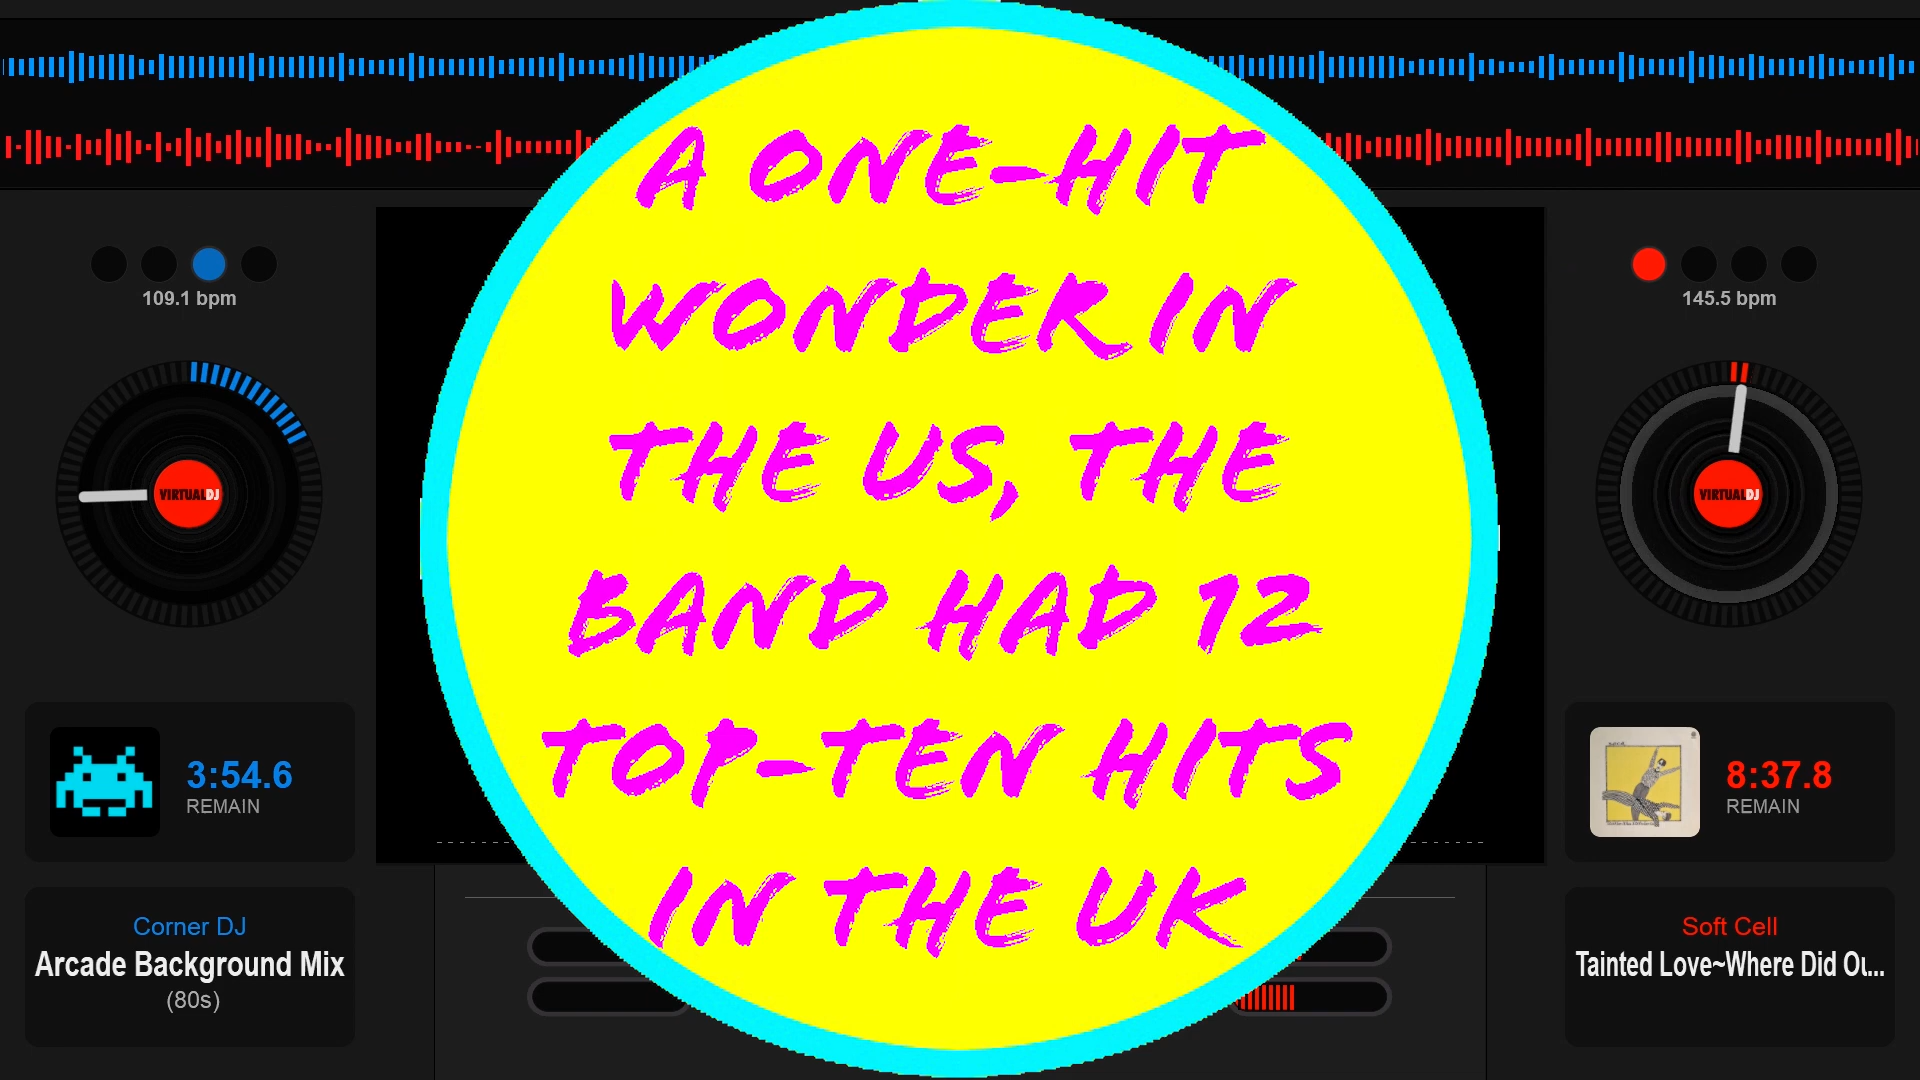 A ONE-HIT
WONDER IN
THE US, THE
BAND HAD 12
TOP-TEN HITS
IN THE UK
109.1 bpm
VIRTUALDJ
3:54.6
REMAIN
Corner DJ
Arcade Background Mix
(80s)
145.5 bpm
VIRTUALDJ
8:37.8
REMAIN
Soft Cell
Tainted Love~Where Did Ou...